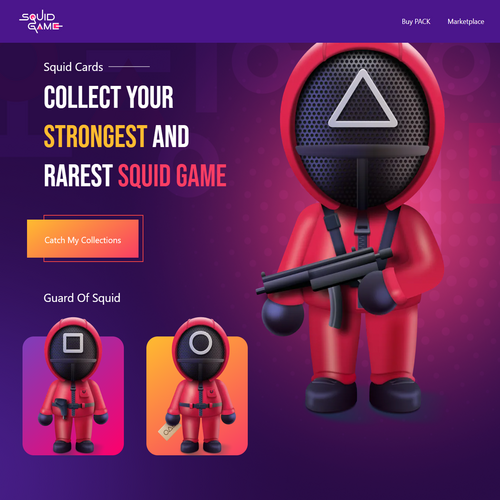 SQUID
GAME
Buy PACK
Marketplace
Squid Cards
COLLECT YOUR
STRONGEST AND
RAREST SQUID GAME
Catch My Collections
Guard Of Squid